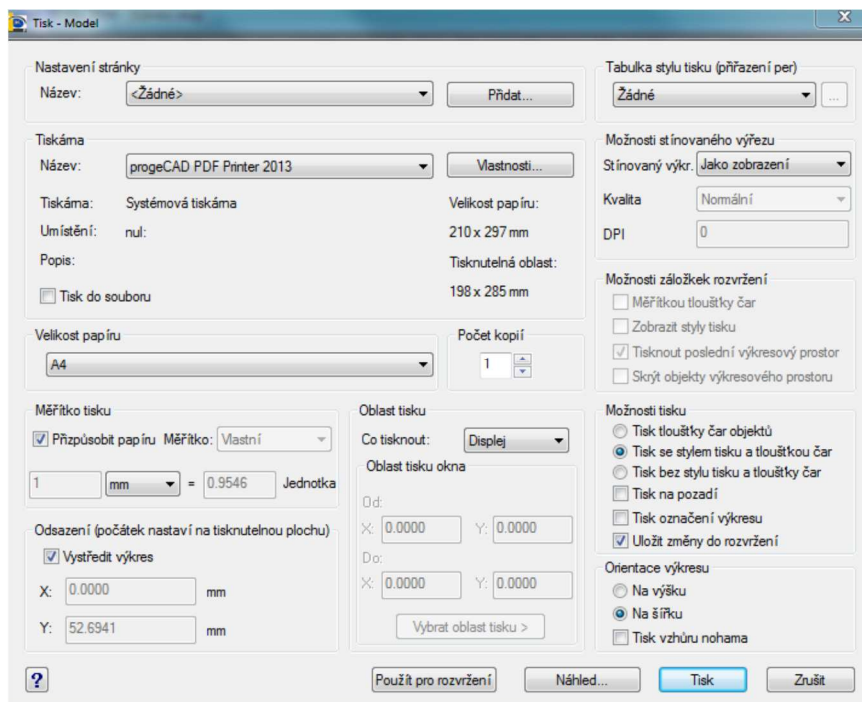 Tisk - Model
Nastavení stránky
Název: <Žádné> Přidat...
Tabulka stylu tisku (přiřazení per)
Žádné ...
Tiskárna
Název: progeCAD PDF Printer 2013 Vlastnosti...
Tiskárna: Systémová tiskárna Velikost papíru:
Umístění: nul: 210 x 297 mm
Popis: Tisknutelná oblast:
Tisk do souboru 198 x 285 mm
Možnosti stínovaného výřezu
Stínovaný výkr. Jako zobrazení
Kvalita Normální
DPI 0
Možnosti záložkek rozvržení
Měřítkou tloušťky čar
Zobrazit styly tisku
Tisknout poslední výkresový prostor
Skrýt objekty výkresového prostoru
Velikost papíru
A4
Počet kopií
1
Měřítko tisku
Přizpůsobit papíru Měřítko: Vlastní
1 mm = 0.9546 Jednotka
Odsazení (počátek nastaví na tisknutelnou plochu)
Vystředit výkres
X: 0.0000 mm
Y: 52.6941 mm
Oblast tisku
Co tisknout: Displej
Oblast tisku okna
Od:
X: 0.0000 Y: 0.0000
Do:
X: 0.0000 Y: 0.0000
Vybrat oblast tisku >
Možnosti tisku
Tisk tloušťky čar objektů
Tisk se stylem tisku a tloušťkou čar
Tisk bez stylu tisku a tloušťky čar
Tisk na pozadí
Tisk označení výkresu
Uložit změny do rozvržení
Orientace výkresu
Na výšku
Na šířku
Tisk vzhůru nohama
? Použít pro rozvržení Náhled... Tisk Zrušit